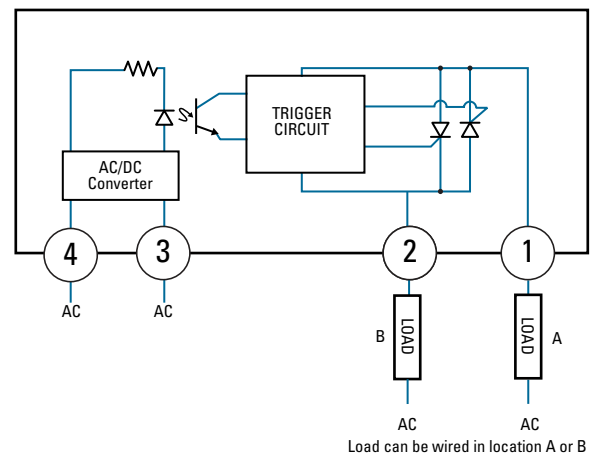 TRIGGER
CIRCUIT
AC/DC
Converter
4
3
2
1
AC
AC
B
LOAD
LOAD
A
AC
AC
Load can be wired in location A or B